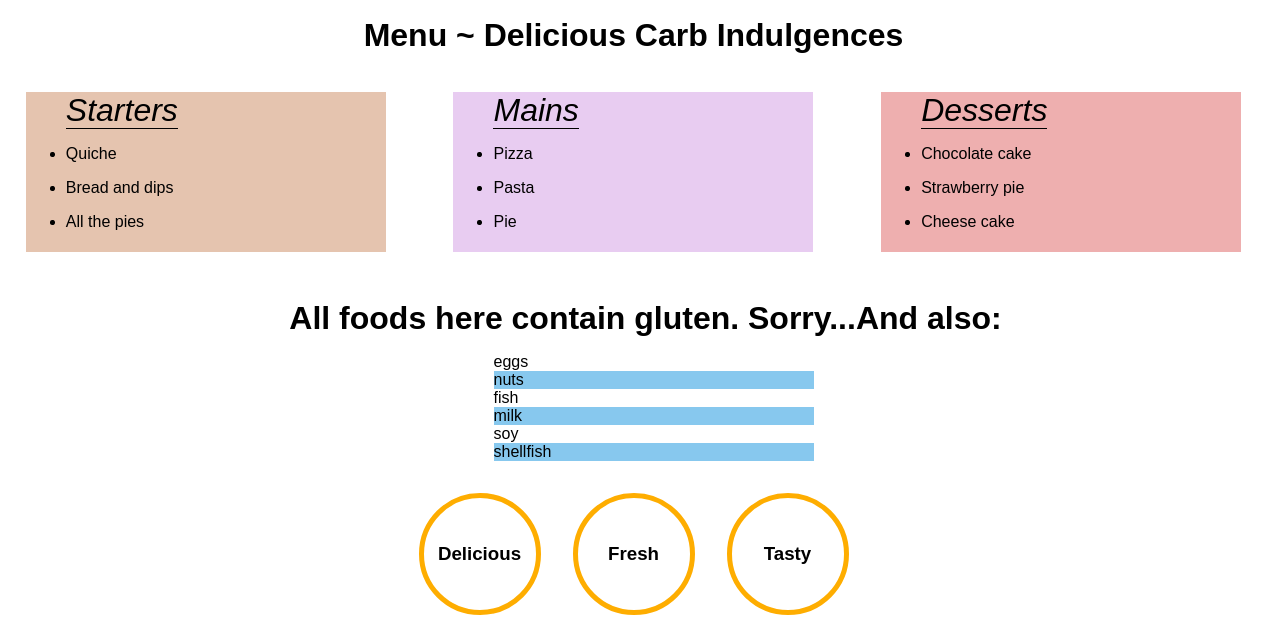 Menu ~ Delicious Carb Indulgences
Starters
Quiche
Bread and dips
All the pies
Mains
Pizza
Pasta
Pie
Desserts
Chocolate cake
Strawberry pie
Cheese cake
All foods here contain gluten. Sorry...And also:
eggs
nuts
fish
milk
soy
shellfish
Delicious
Fresh
Tasty